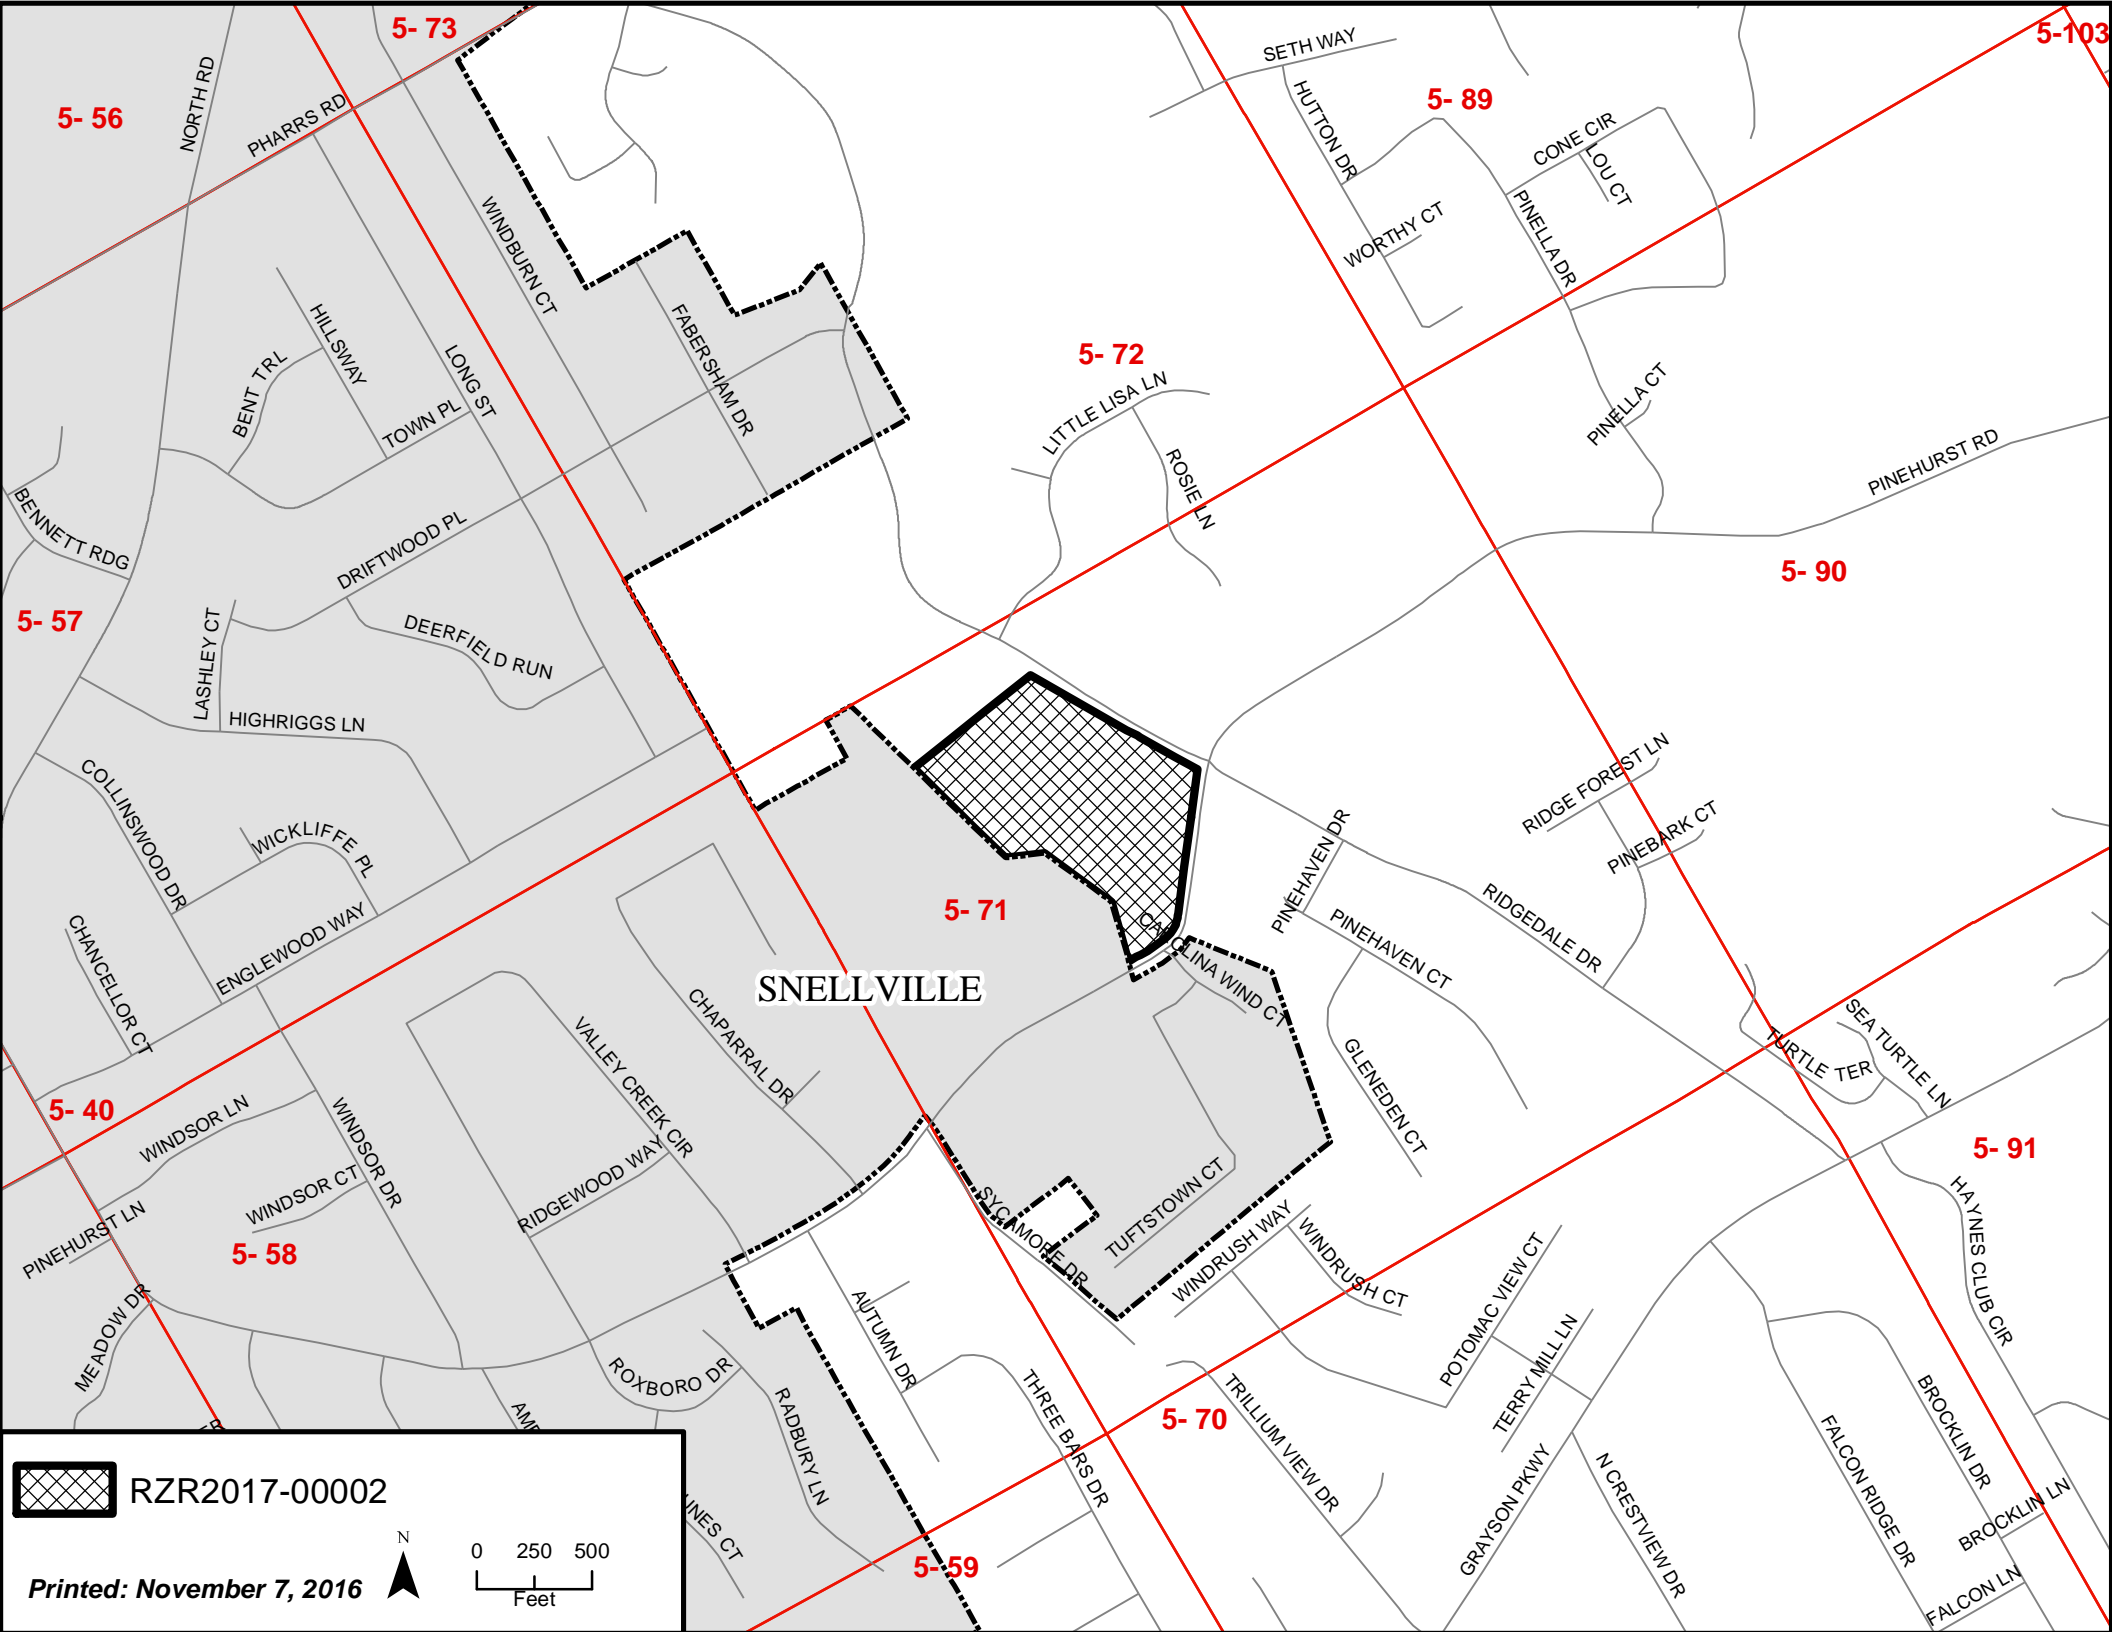 5- 73
5-103
SETH WAY
NORTH RD
5- 56
PHARRS RD
HUTTON DR
5- 89
CONE CIR
LOU CT
WORTHY CT
PINELLA DR
WINDBURN CT
HILLSWAY
BENT TRL
LONG ST
TOWN PL
FABERSHAM DR
5- 72
LITTLE LISA LN
ROSIE LN
PINELLA CT
PINEHURST RD
5- 90
BENNETT RDG
DRIFTWOOD PL
5- 57
LASHLEY CT
DEERFIELD RUN
HIGHRIGGS LN
COLLINSWOOD DR
WICKLIFFE PL
RIDGE FOREST LN
PINEBARK CT
PINEHAVEN DR
CHANCELLOR CT
ENGLEWOOD WAY
5- 71
CAROLINA WIND CT
PINEHAVEN CT
RIDGEDALE DR
SNELLVILLE
CHAPARRAL DR
VALLEY CREEK CIR
GLENEDEN CT
TURTLE TER
SEA TURTLE LN
5- 40
WINDSOR LN
WINDSOR DR
WINDSOR CT
RIDGEWOOD WAY
5- 91
PINEHURST LN
5- 58
SYCAMORE DR
TUFTSTOWN CT
WINDRUSH WAY
WINDRUSH CT
POTOMAC VIEW CT
HAYNES CLUB CIR
MEADOW DR
AUTUMN DR
ROXBORO DR
RADBURY LN
THREE BARS DR
5- 70
TRILLIUM VIEW DR
TERRY MILL LN
GRAYSON PKWY
N CRESTVIEW DR
FALCON RIDGE DR
BROCKLIN DR
BROCKLIN LN
FALCON LN
5- 59
RZR2017-00002
N
0 250 500
Feet
Printed: November 7, 2016